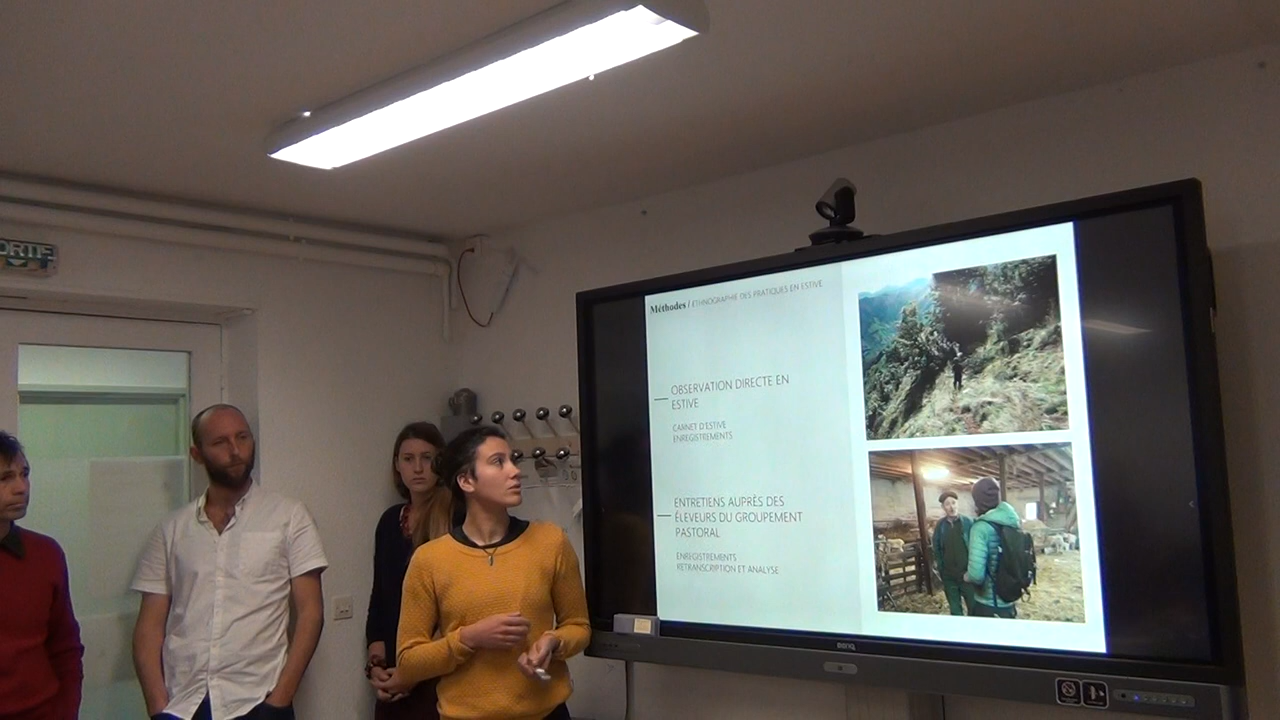 ORTIE
Méthodes / ETHNOGRAPHIE DES PRATIQUES EN ESTIVE
OBSERVATION DIRECTE EN
ESTIVE
CARNET D'ESTIVE
ENREGISTREMENTS
ENTRETIENS AUPRÈS DES
ÉLEVEURS DU GROUPEMENT
PASTORAL
ENREGISTREMENTS
RETRANSCRIPTION ET ANALYSE
BENQ